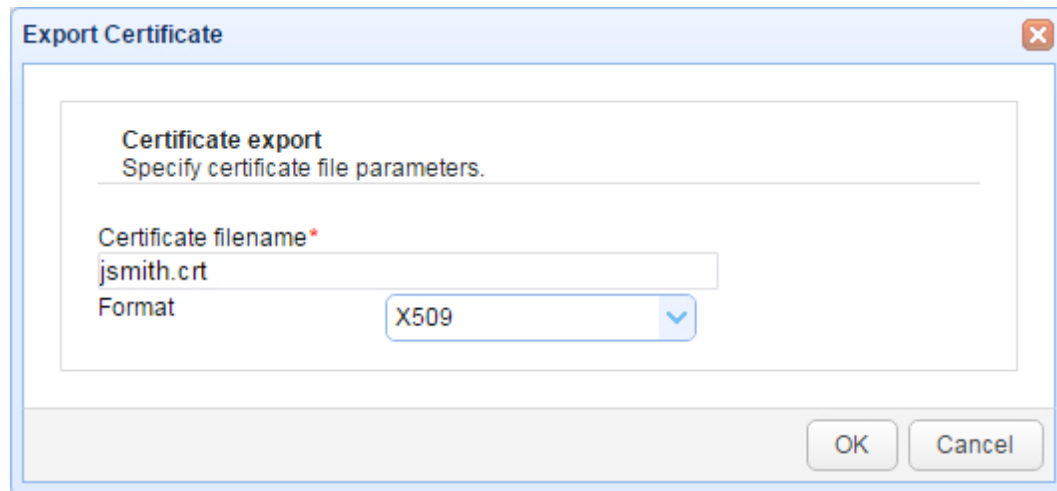 Export Certificate
Certificate export
Specify certificate file parameters.
Certificate filename*
jsmith.crt
Format
X509
OK
Cancel